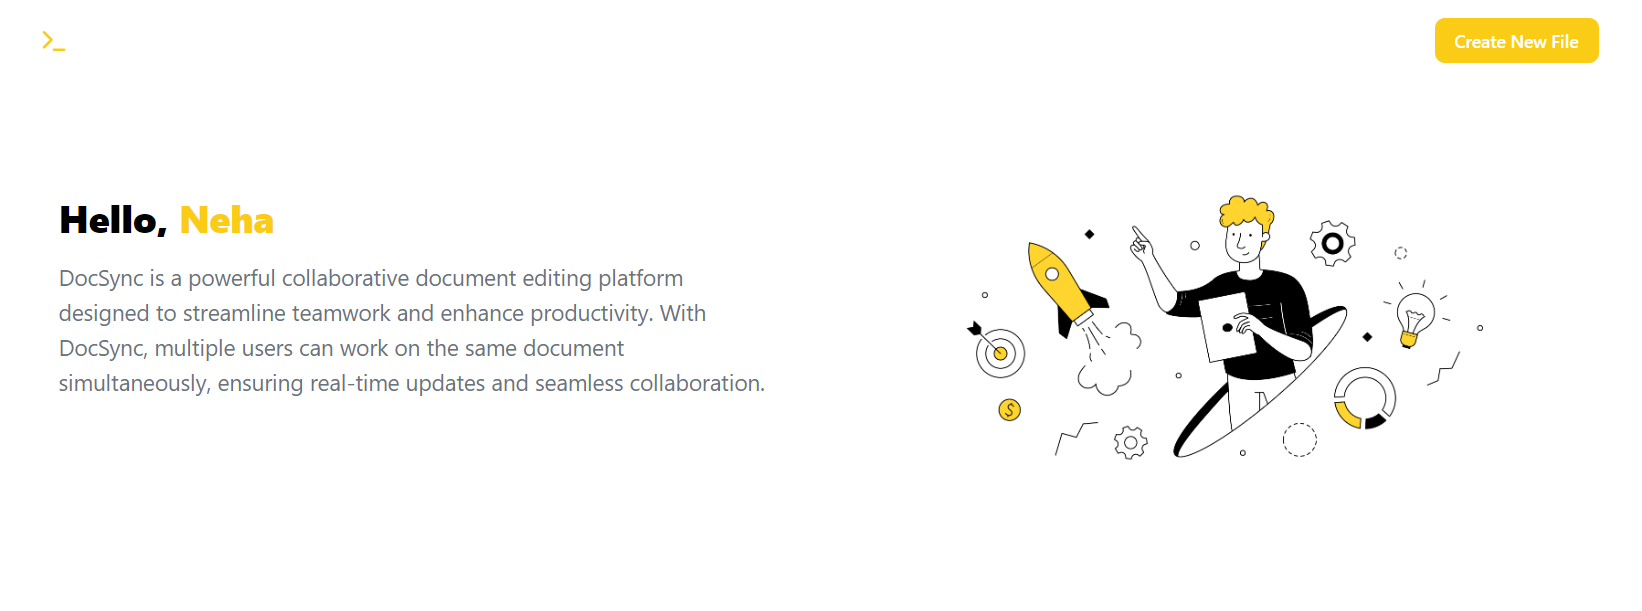 >_
Create New File
Hello, Neha
DocSync is a powerful collaborative document editing platform
designed to streamline teamwork and enhance productivity. With
DocSync, multiple users can work on the same document
simultaneously, ensuring real-time updates and seamless collaboration.
$